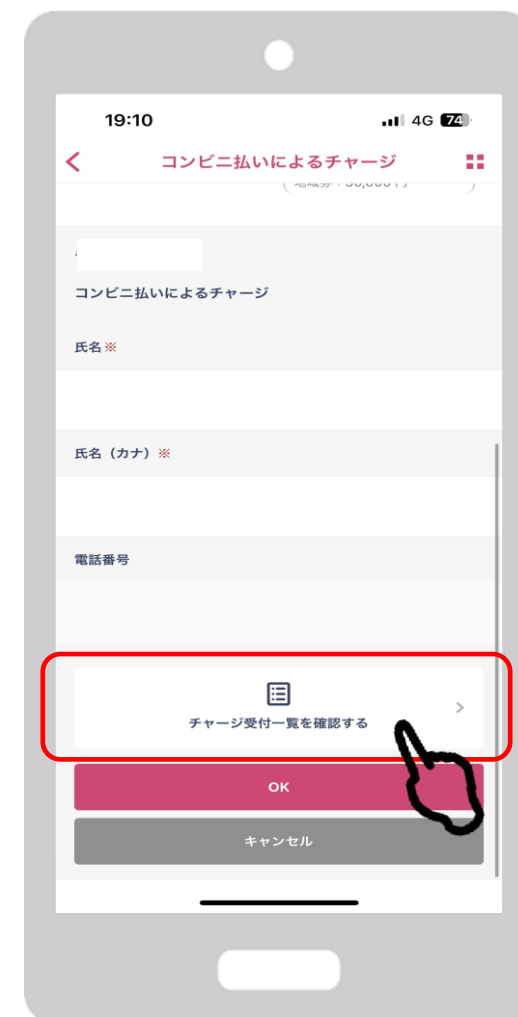 19:10 4G 74
コンビニ払いによるチャージ
コンビニ払いによるチャージ
氏名※
氏名（カナ）※
電話番号
チャージ受付一覧を確認する
OK
キャンセル